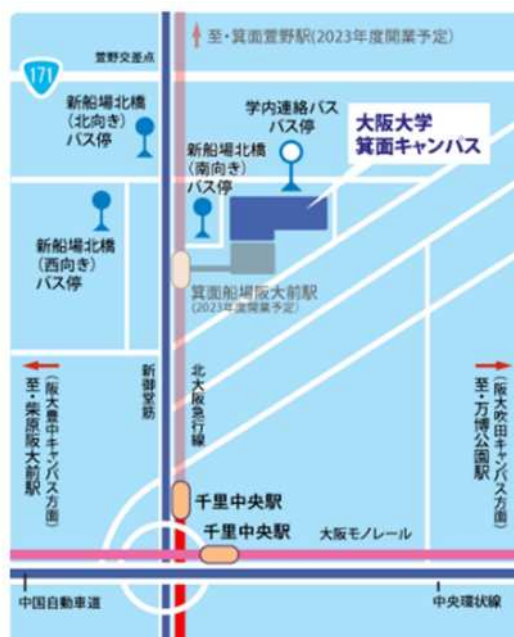 至・箕面萱野駅(2023年度開業予定)
萱野交差点
171
新船場北橋
(北向き)
バス停
学内連絡バス
バス停
大阪大学
箕面キャンパス
新船場北橋
(南向き)
バス停
新船場北橋
(西向き)
バス停
箕面船場阪大前駅
(2023年度開業予定)
(阪大豊中キャンパス方面)
至・柴原阪大前駅
新御堂筋
北大阪急行線
(阪大吹田キャンパス方面)
至・万博公園駅
千里中央駅
千里中央駅
大阪モノレール
中国自動車道
中央環状線